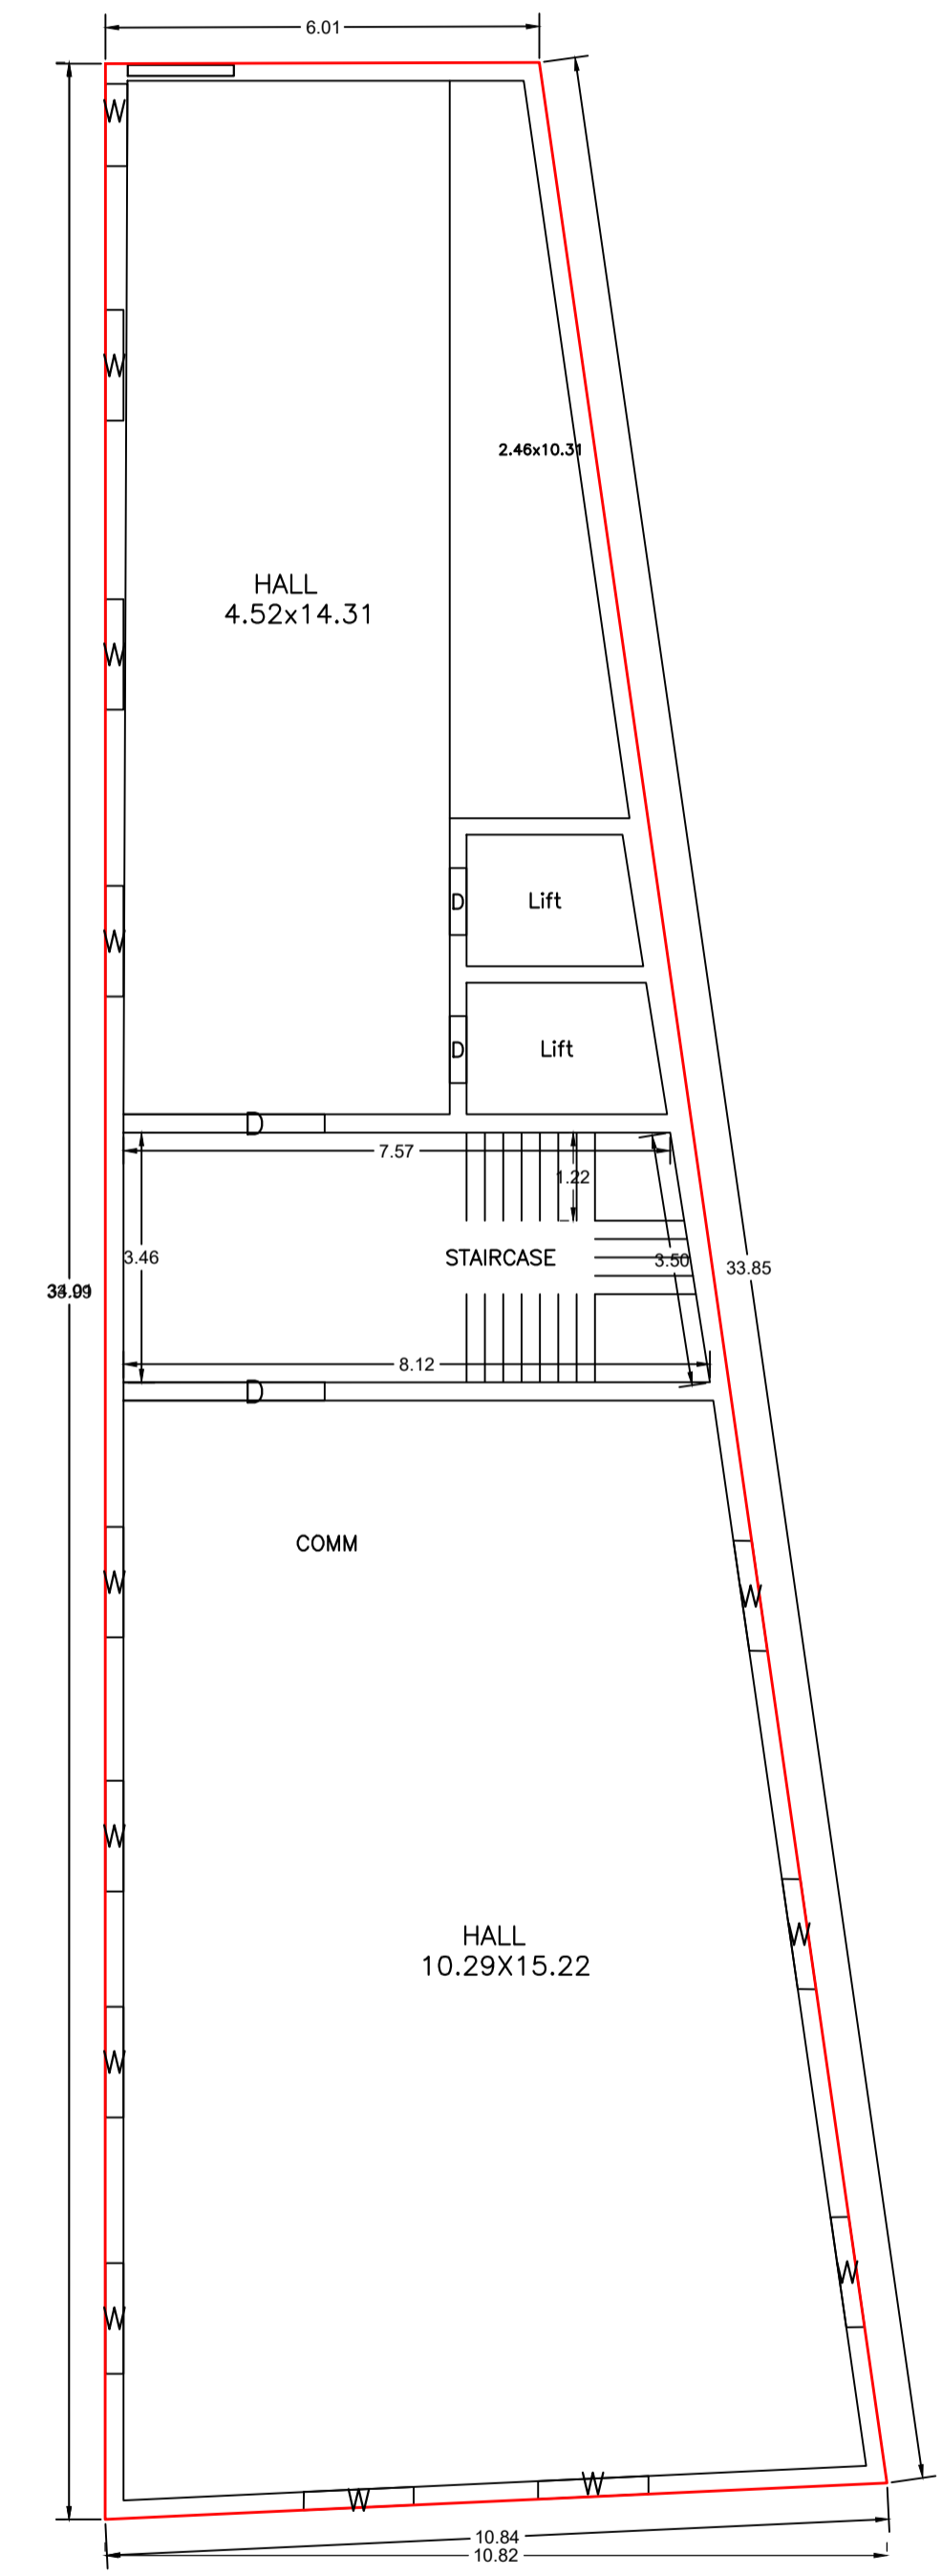 6.01
W
W
2.46x10.31
HALL
4.52x14.31
W
D
Lift
W
D
Lift
D
7.57
1.22
STAIRCASE
3.46
3.50
33.85
8.12
D
COMM
W
W
W
HALL
10.29X15.22
W
W
W
W
W
W
10.84
10.82